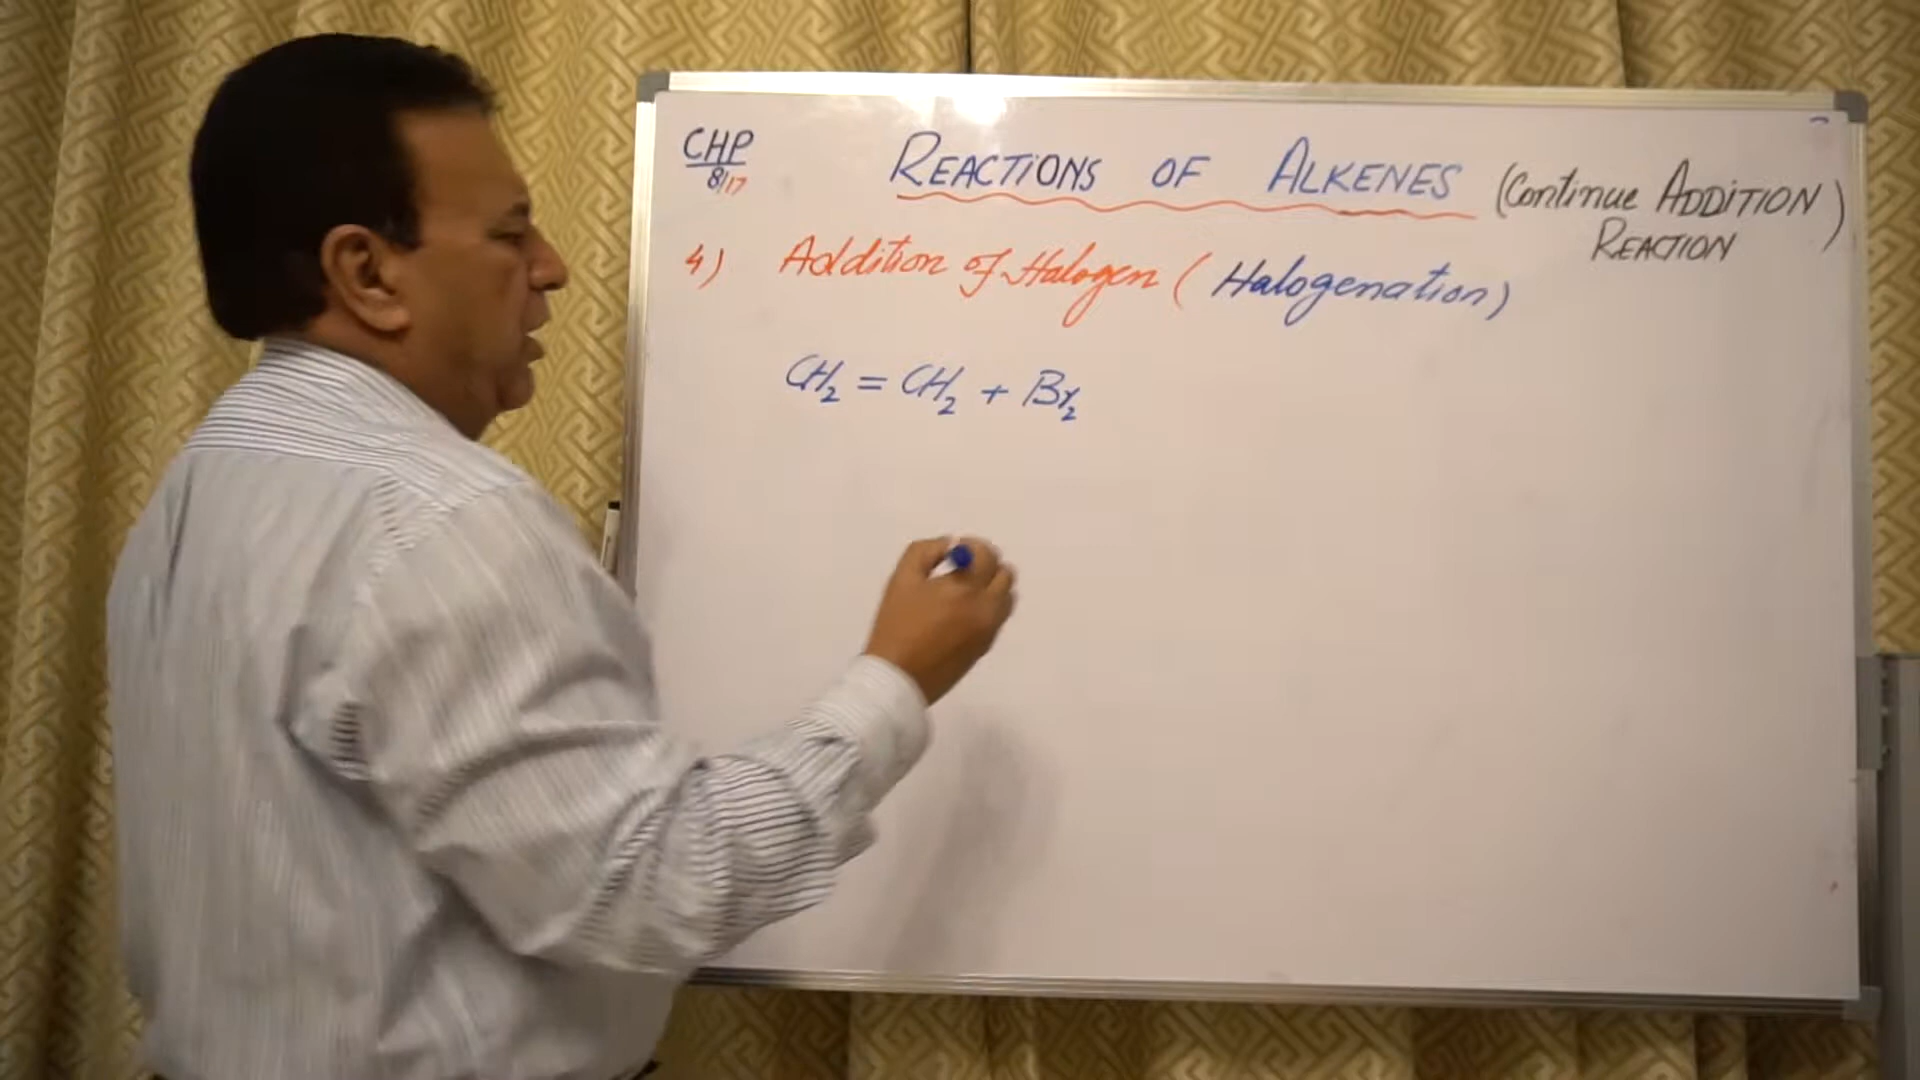 CHP
8/17
REACTIONS OF ALKENES (Continue ADDITION REACTION)
4) Addition of Halogen (Halogenation)
CH₂ = CH₂ + Br₂